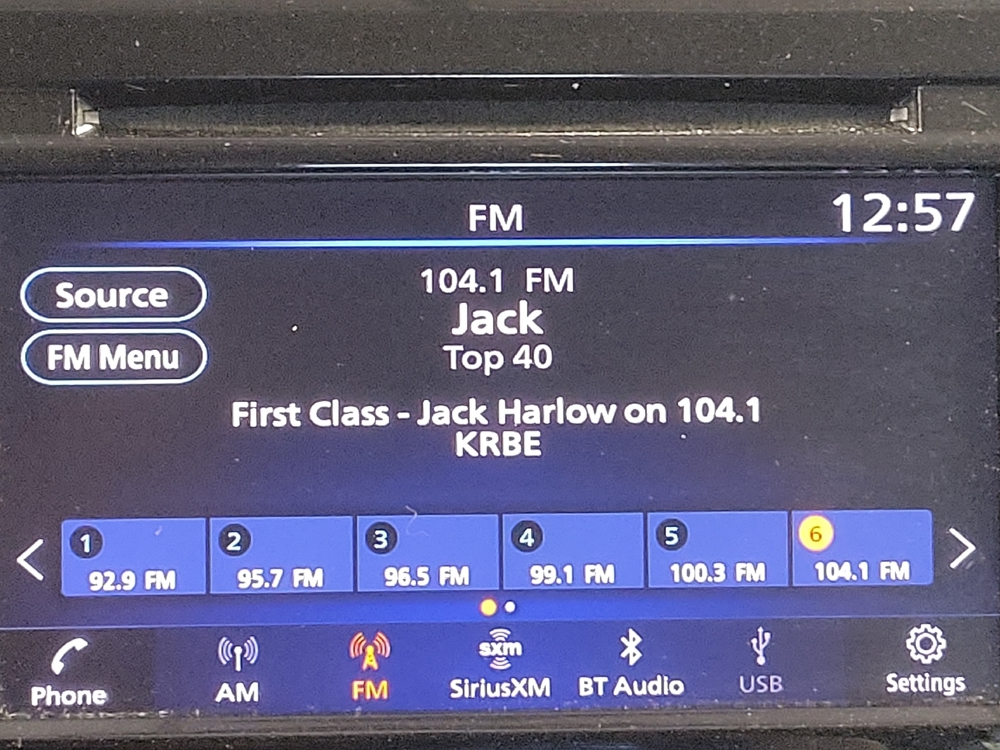 FM
12:57
Source
104.1 FM
Jack
FM Menu
Top 40
First Class - Jack Harlow on 104.1
KRBE
1 2 3 4 5 6
92.9 FM 95.7 FM 96.5 FM 99.1 FM 100.3 FM 104.1 FM
sxm
Phone AM FM SiriusXM BT Audio USB Settings